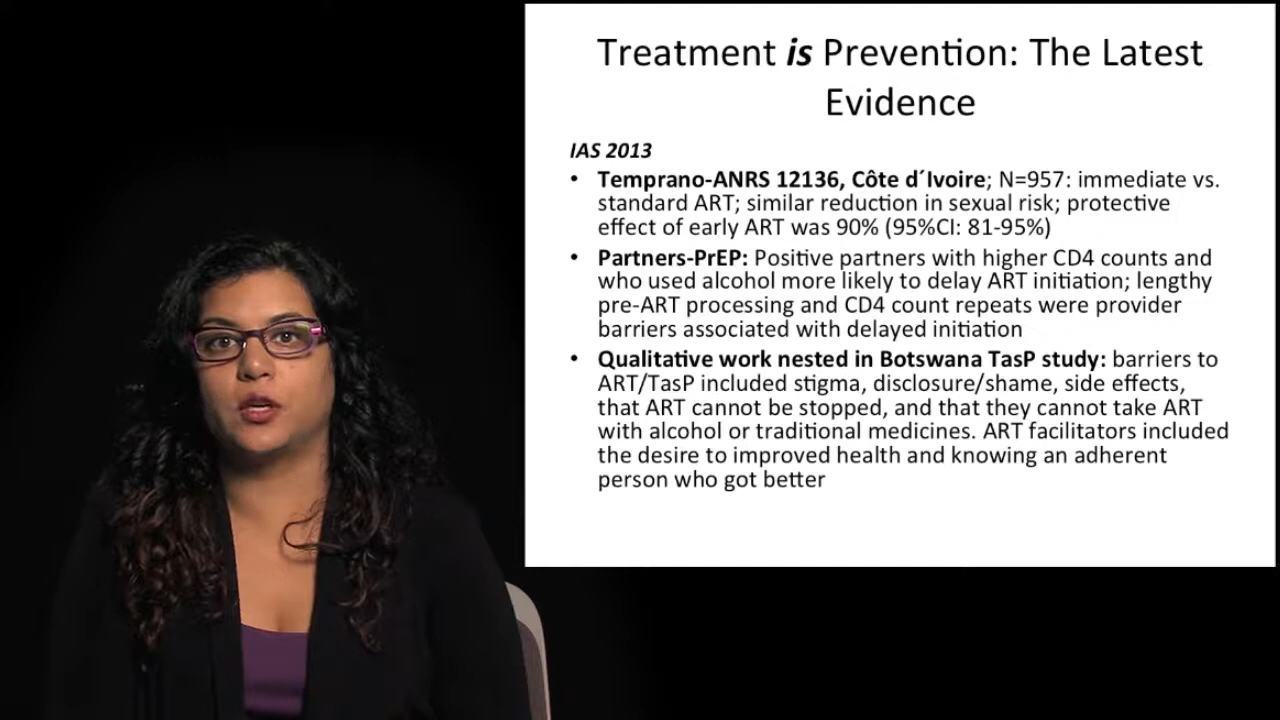 Treatment is Prevention: The Latest
Evidence
IAS 2013
• Temprano-ANRS 12136, Côte d´Ivoire; N=957: immediate vs.
standard ART; similar reduction in sexual risk; protective
effect of early ART was 90% (95%CI: 81-95%)
• Partners-PrEP: Positive partners with higher CD4 counts and
who used alcohol more likely to delay ART initiation; lengthy
pre-ART processing and CD4 count repeats were provider
barriers associated with delayed initiation
• Qualitative work nested in Botswana TasP study: barriers to
ART/TasP included stigma, disclosure/shame, side effects,
that ART cannot be stopped, and that they cannot take ART
with alcohol or traditional medicines. ART facilitators included
the desire to improved health and knowing an adherent
person who got better